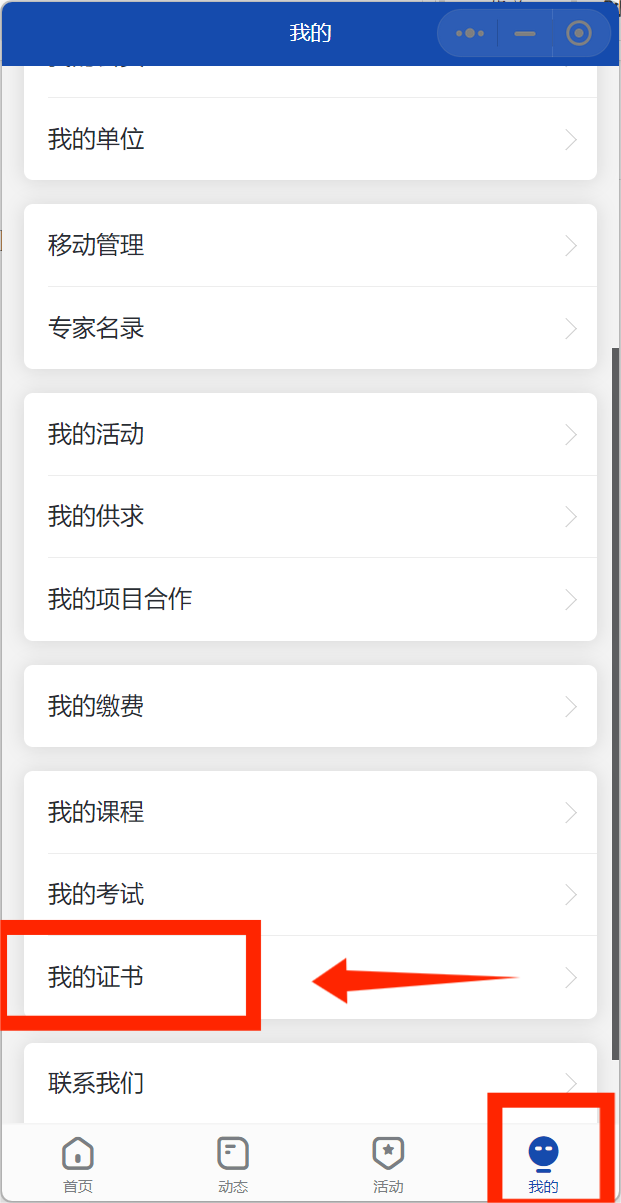 我的
我的单位
移动管理
专家名录
我的活动
我的供求
我的项目合作
我的缴费
我的课程
我的考试
我的证书
联系我们
首页
动态
活动
我的